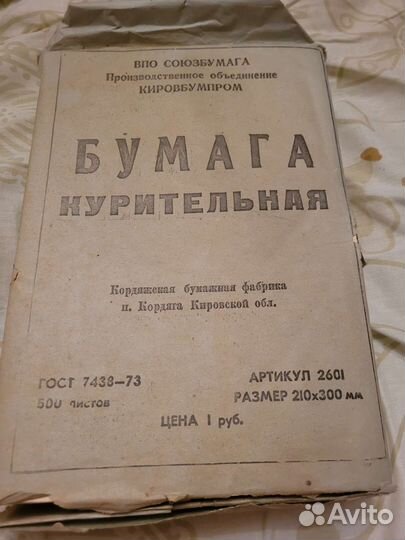 ВПО СОЮЗБУМАГА
Производственное объединение
КИРОВБУМПРОМ
БУМАГА
КУРИТЕЛЬНАЯ
Кордяжская бумажная фабрика
п. Кордяга Кировской обл.
ГОСТ 7438–73 АРТИКУЛ 2601
500 листов РАЗМЕР 210х300 мм
ЦЕНА 1 руб.
Avito